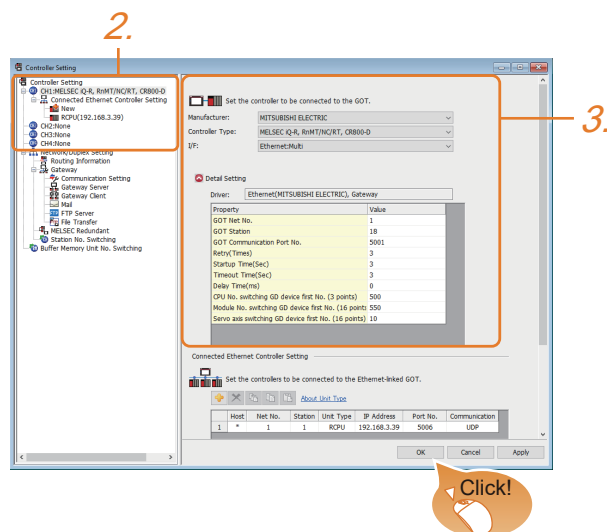 2.
Controller Setting
Controller Setting
CH1:MELSEC iQ-R, RnMT/NC/RT, CR800-D
Connected Ethernet Controller Setting
New
RCPU(192.168.3.39)
CH2:None
CH3:None
CH4:None
Network/Duplex Setting
Routing Information
Gateway
Communication Setting
Gateway Server
Gateway Client
Mail
FTP Server
File Transfer
MELSEC Redundant
Station No. Switching
Buffer Memory Unit No. Switching
3.
Set the controller to be connected to the GOT.
Manufacturer: MITSUBISHI ELECTRIC
Controller Type: MELSEC iQ-R, RnMT/NC/RT, CR800-D
I/F: Ethernet:Multi
Detail Setting
Driver: Ethernet(MITSUBISHI ELECTRIC), Gateway
Property Value
GOT Net No. 1
GOT Station 18
GOT Communication Port No. 5001
Retry(Times) 3
Startup Time(Sec) 3
Timeout Time(Sec) 3
Delay Time(ms) 0
CPU No. switching GD device first No. (3 points) 500
Module No. switching GD device first No. (16 points 550
Servo axis switching GD device first No. (16 points) 10
Connected Ethernet Controller Setting
Set the controllers to be connected to the Ethernet-linked GOT.
About Unit Type
Host Net No. Station Unit Type IP Address Port No. Communication
1 * 1 1 RCPU 192.168.3.39 5006 UDP
OK Cancel Apply
Click!